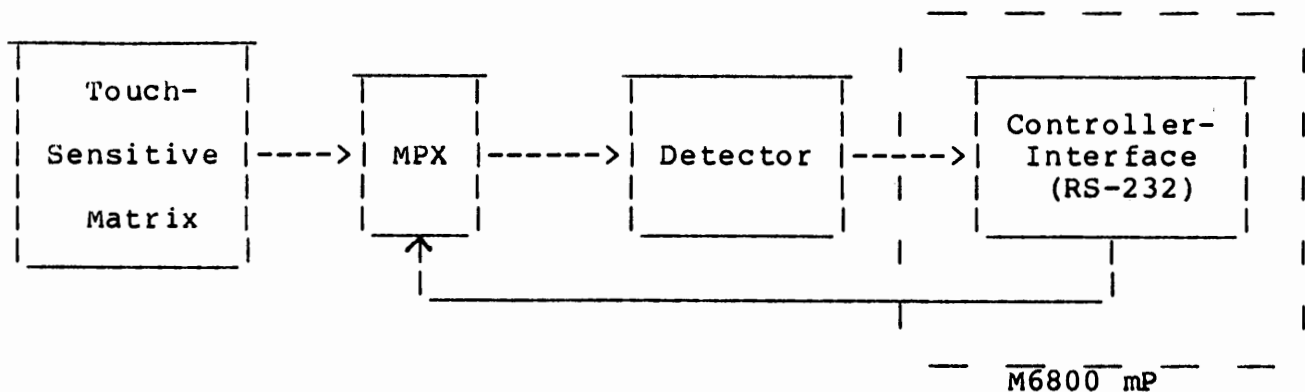 Touch-
Sensitive
Matrix
MPX
Detector
Controller-
Interface
(RS-232)
M6800 mP